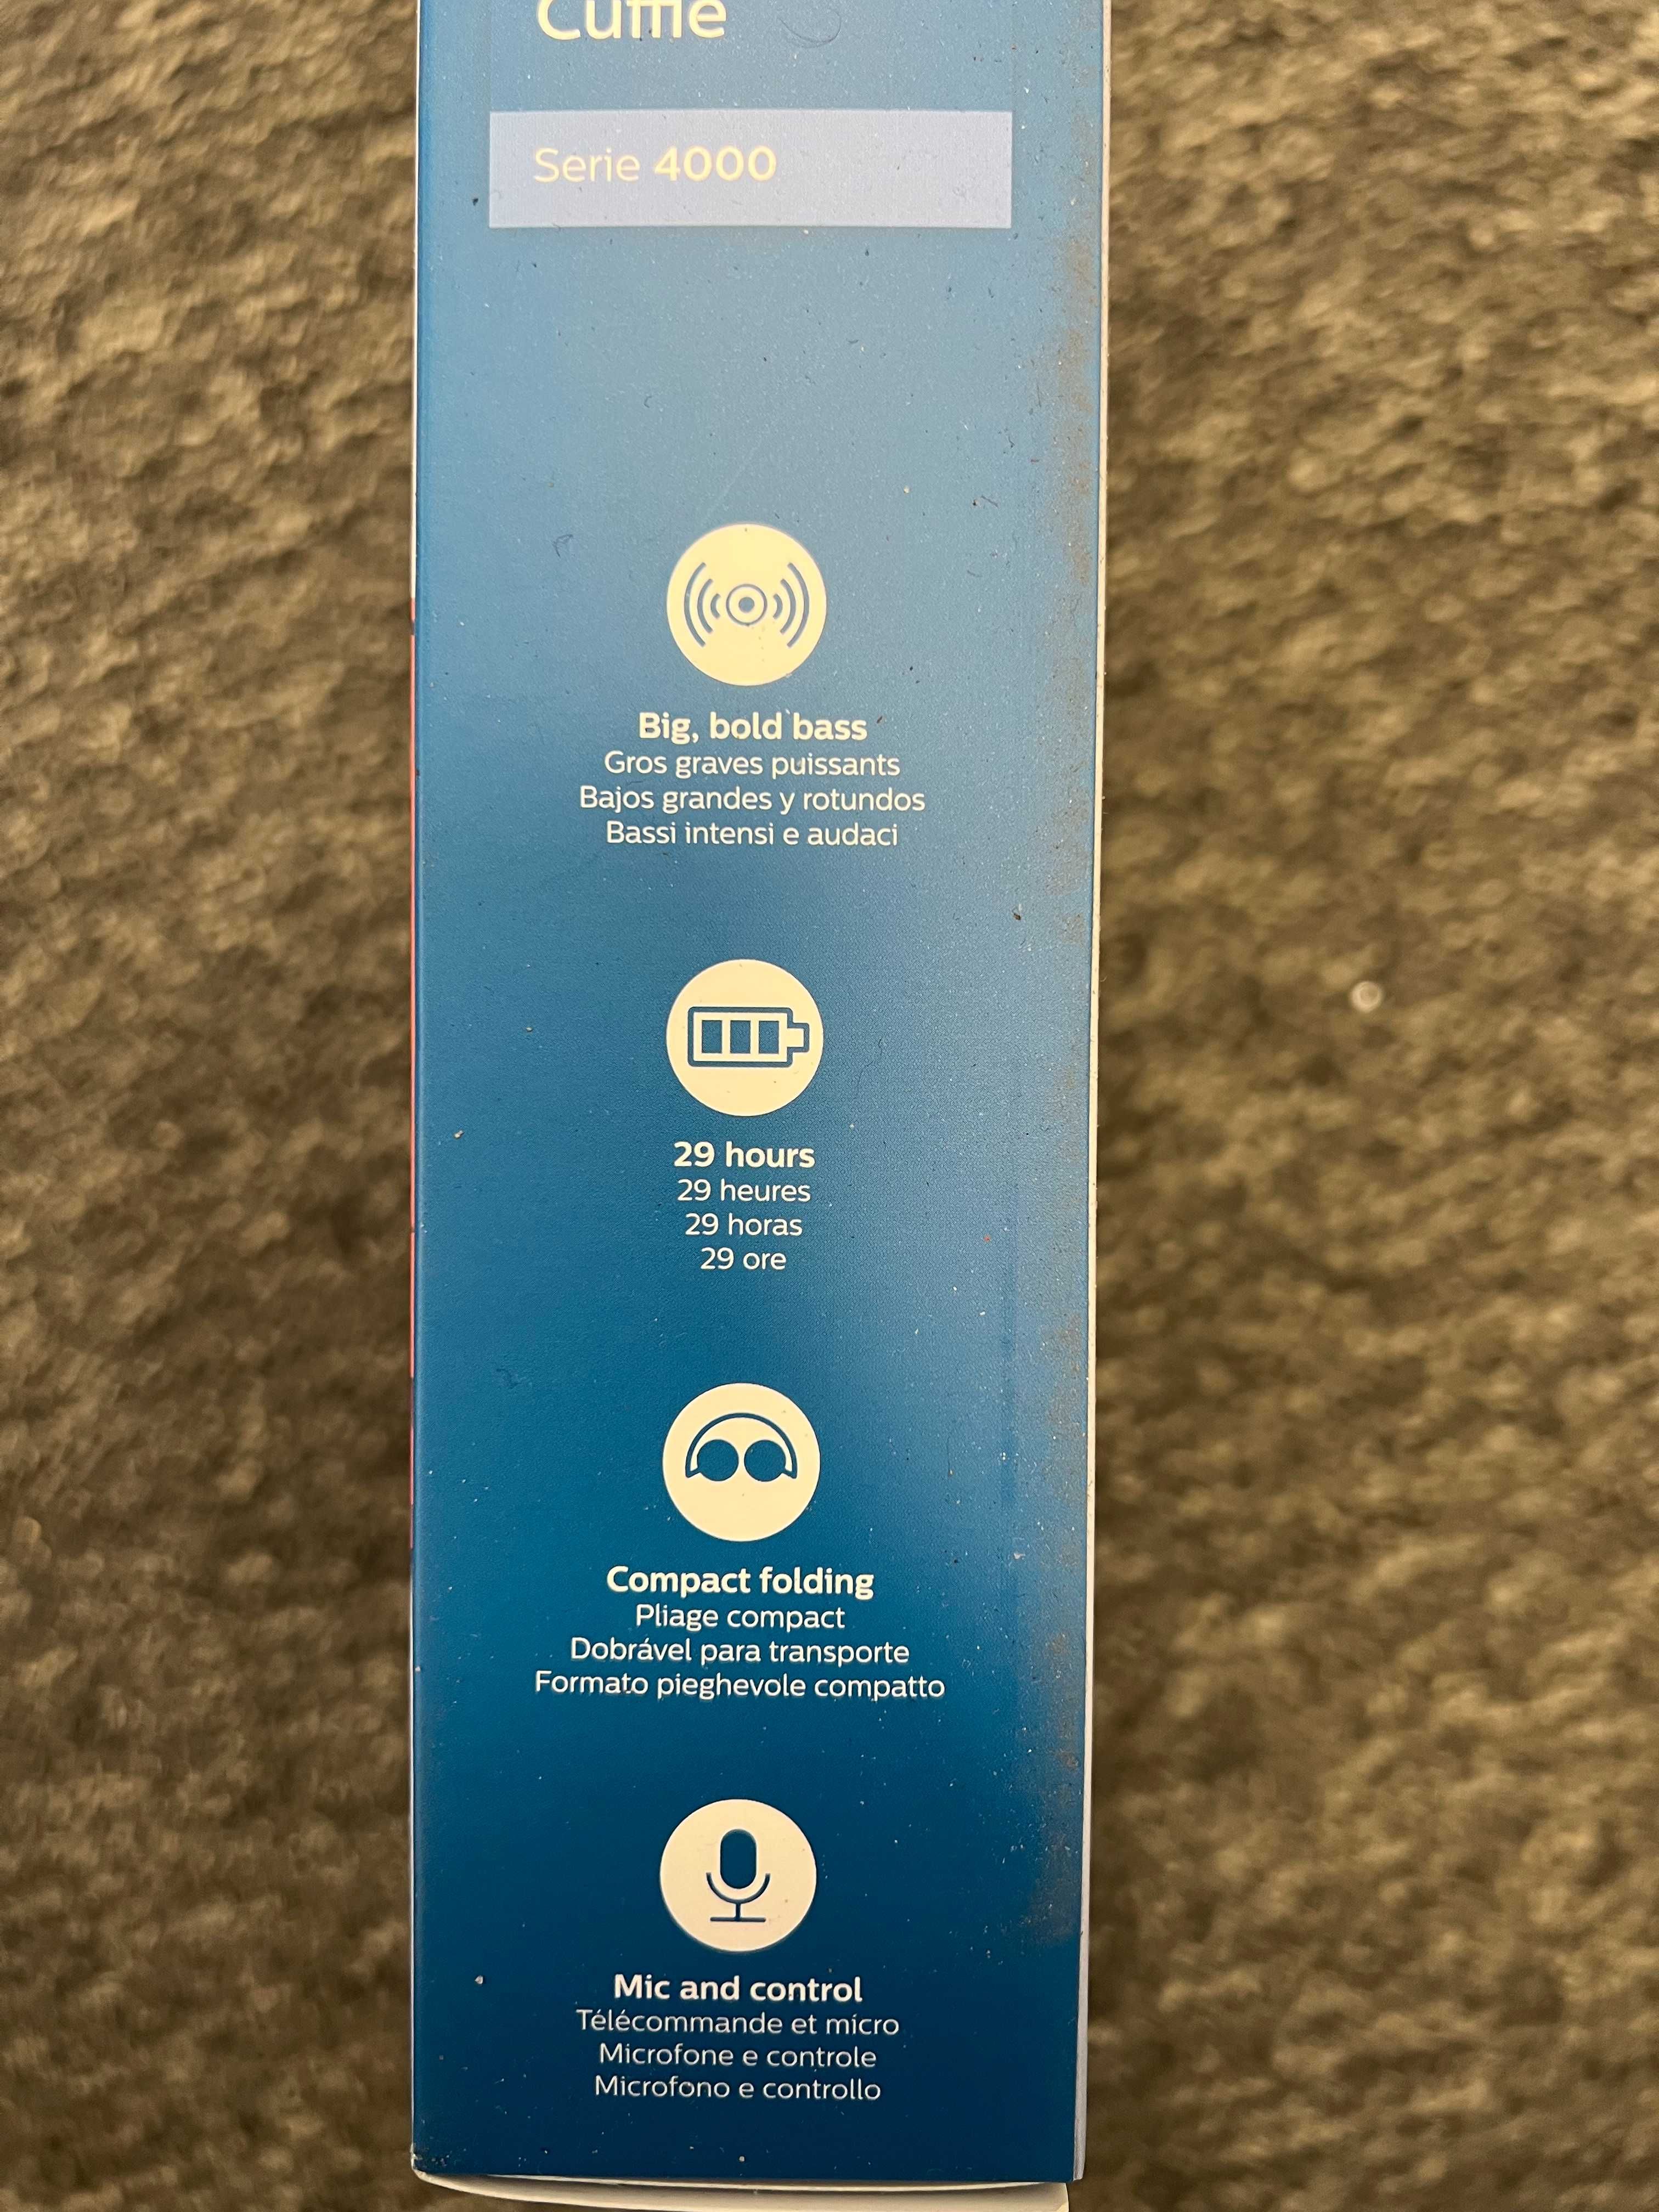 Cuffie
Serie 4000
Big, bold bass
Gros graves puissants
Bajos grandes y rotundos
Bassi intensi e audaci
29 hours
29 heures
29 horas
29 ore
Compact folding
Pliage compact
Dobrável para transporte
Formato pieghevole compatto
Mic and control
Télécommande et micro
Microfone e controle
Microfono e controllo